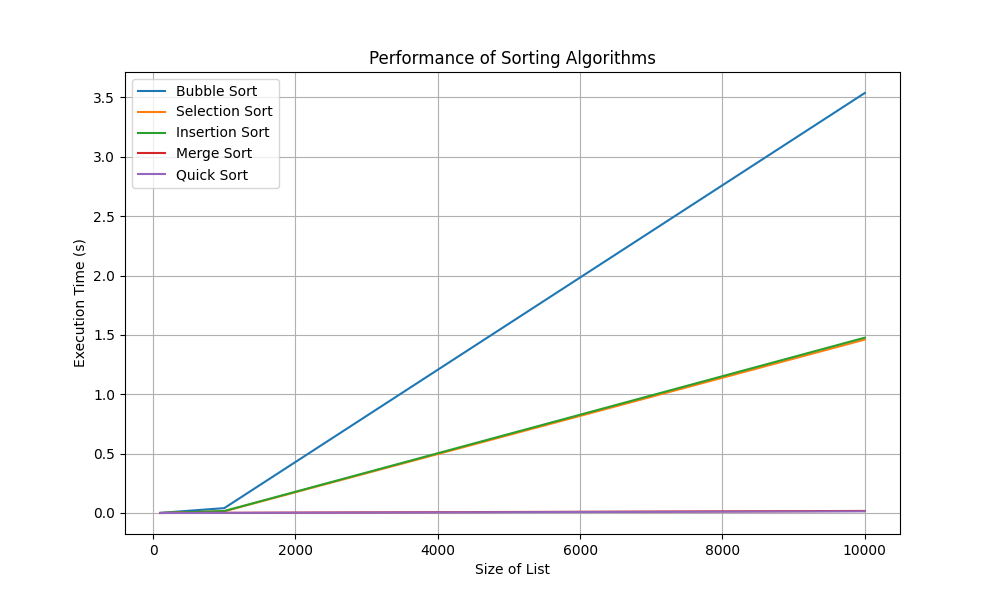 Performance of Sorting Algorithms
Bubble Sort
Selection Sort
Insertion Sort
Merge Sort
Quick Sort
3.5
3.0
2.5
2.0
1.5
1.0
0.5
0.0
Execution Time (s)
0 2000 4000 6000 8000 10000
Size of List